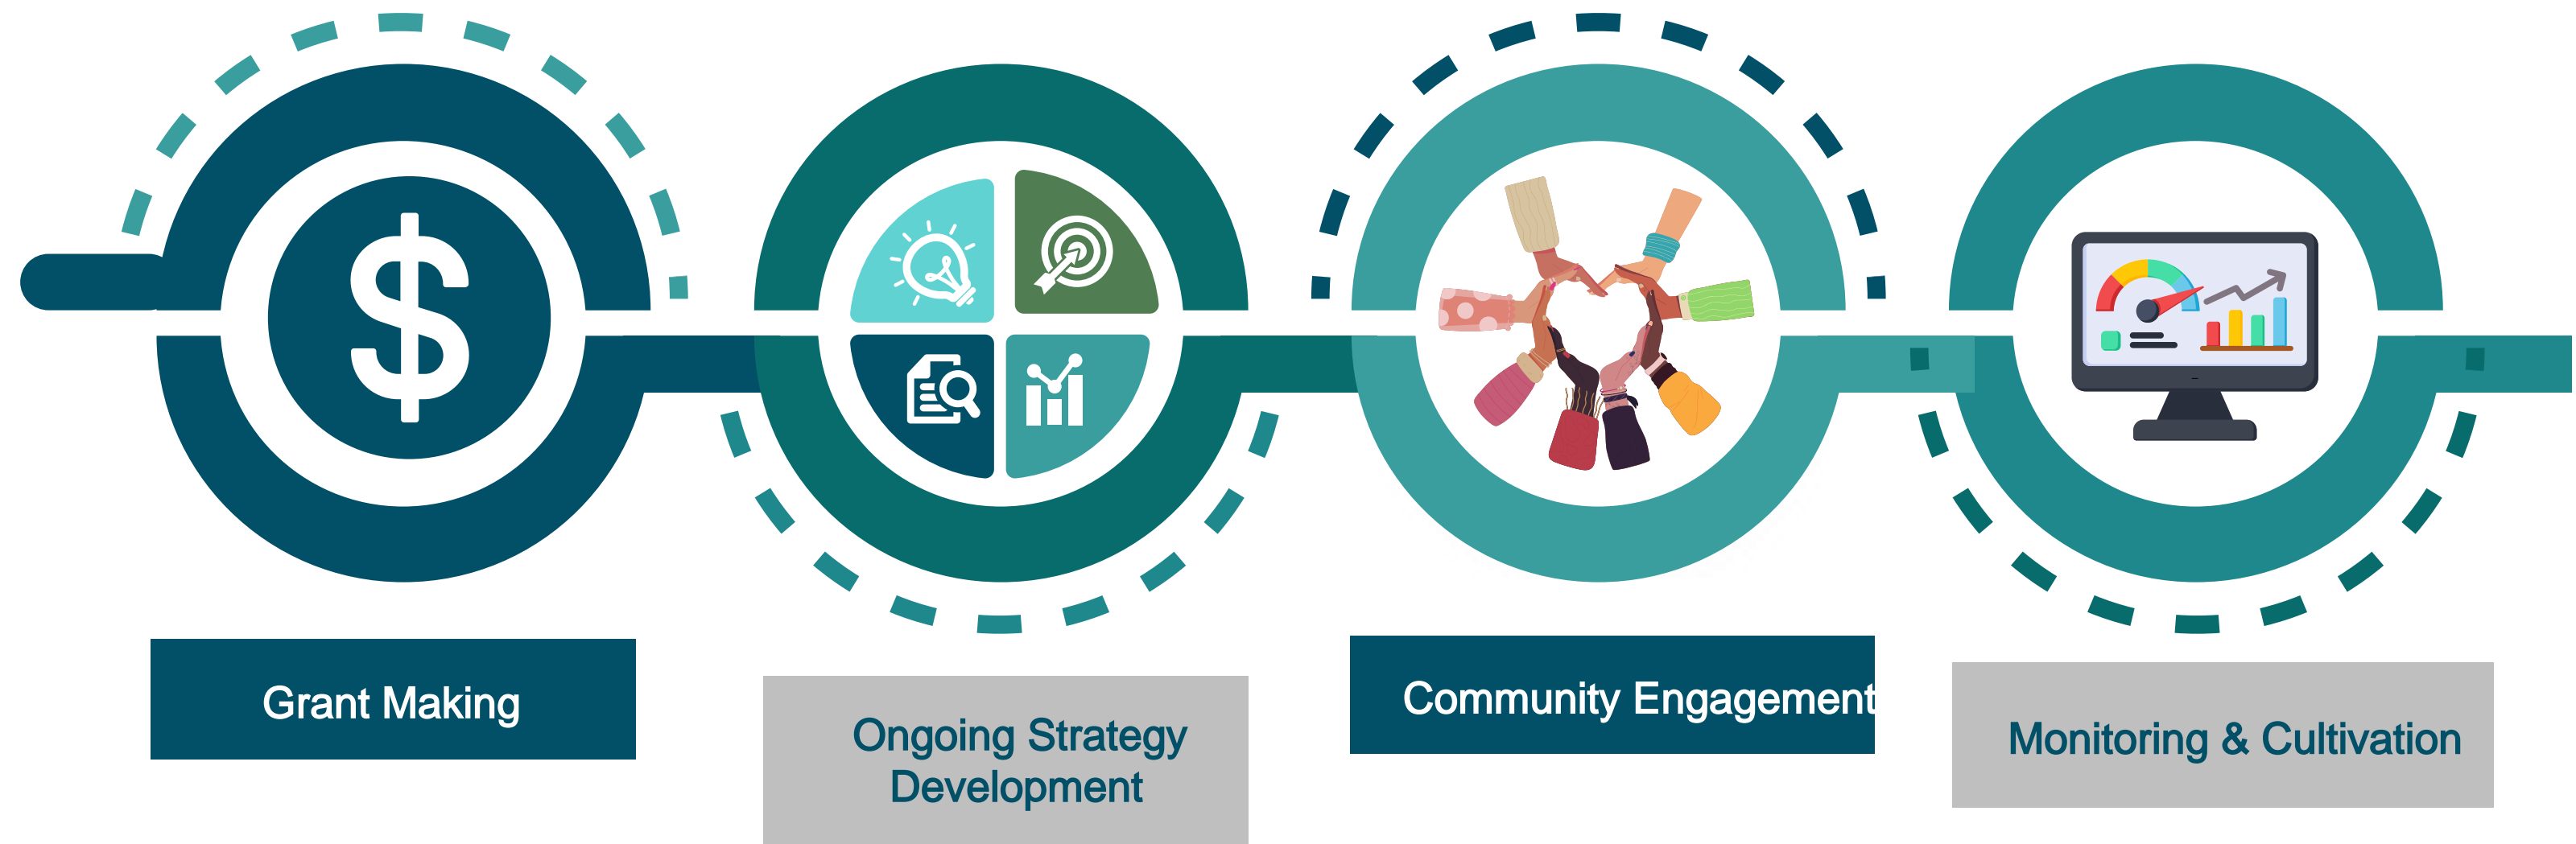 Grant Making
Ongoing Strategy
Development
Community Engagement
Monitoring & Cultivation